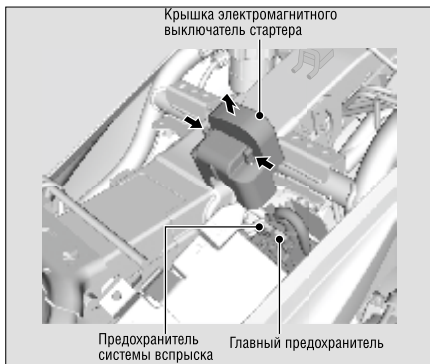 Крышка электромагнитного
выключатель стартера
Предохранитель
системы вспрыска
Главный предохранитель